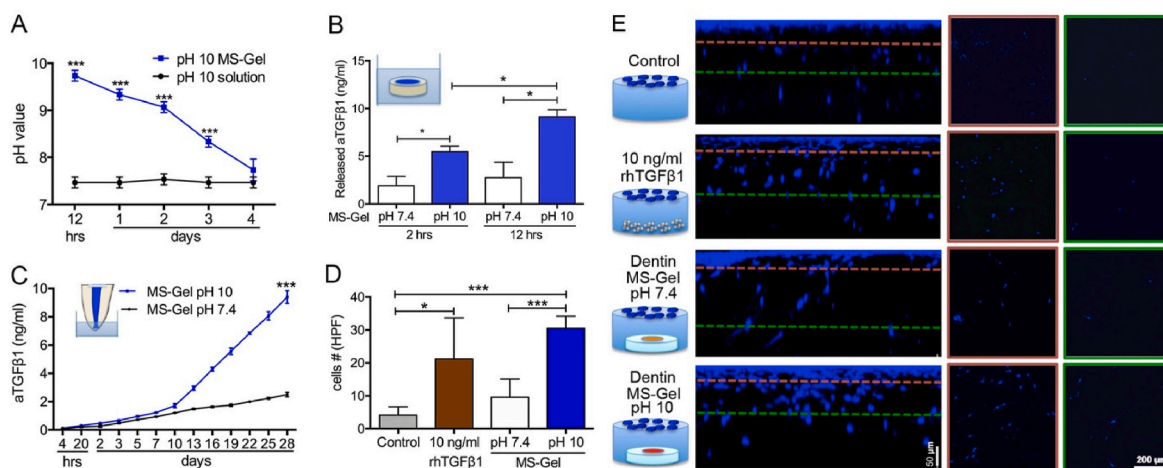 A
pH 10 MS-Gel
pH 10 solution
pH value
10
9
8
7
***
***
***
***
12
1
2
3
4
hrs
days
B
Released aTGFβ1 (ng/ml)
15
10
5
0
*
*
*
MS-Gel
pH 7.4
pH 10
pH 7.4
pH 10
2 hrs
12 hrs
C
MS-Gel pH 10
MS-Gel pH 7.4
aTGFβ1 (ng/ml)
10
8
6
4
2
0
***
4
20
2
3
5
7
10
13
16
19
22
25
28
hrs
days
D
cells # (HPF)
40
30
20
10
0
***
*
***
Control
10 ng/ml
rhTGFβ1
pH 7.4
pH 10
MS-Gel
E
Control
10 ng/ml
rhTGFβ1
Dentin
MS-Gel
pH 7.4
Dentin
MS-Gel
pH 10
50 μm
200 μm